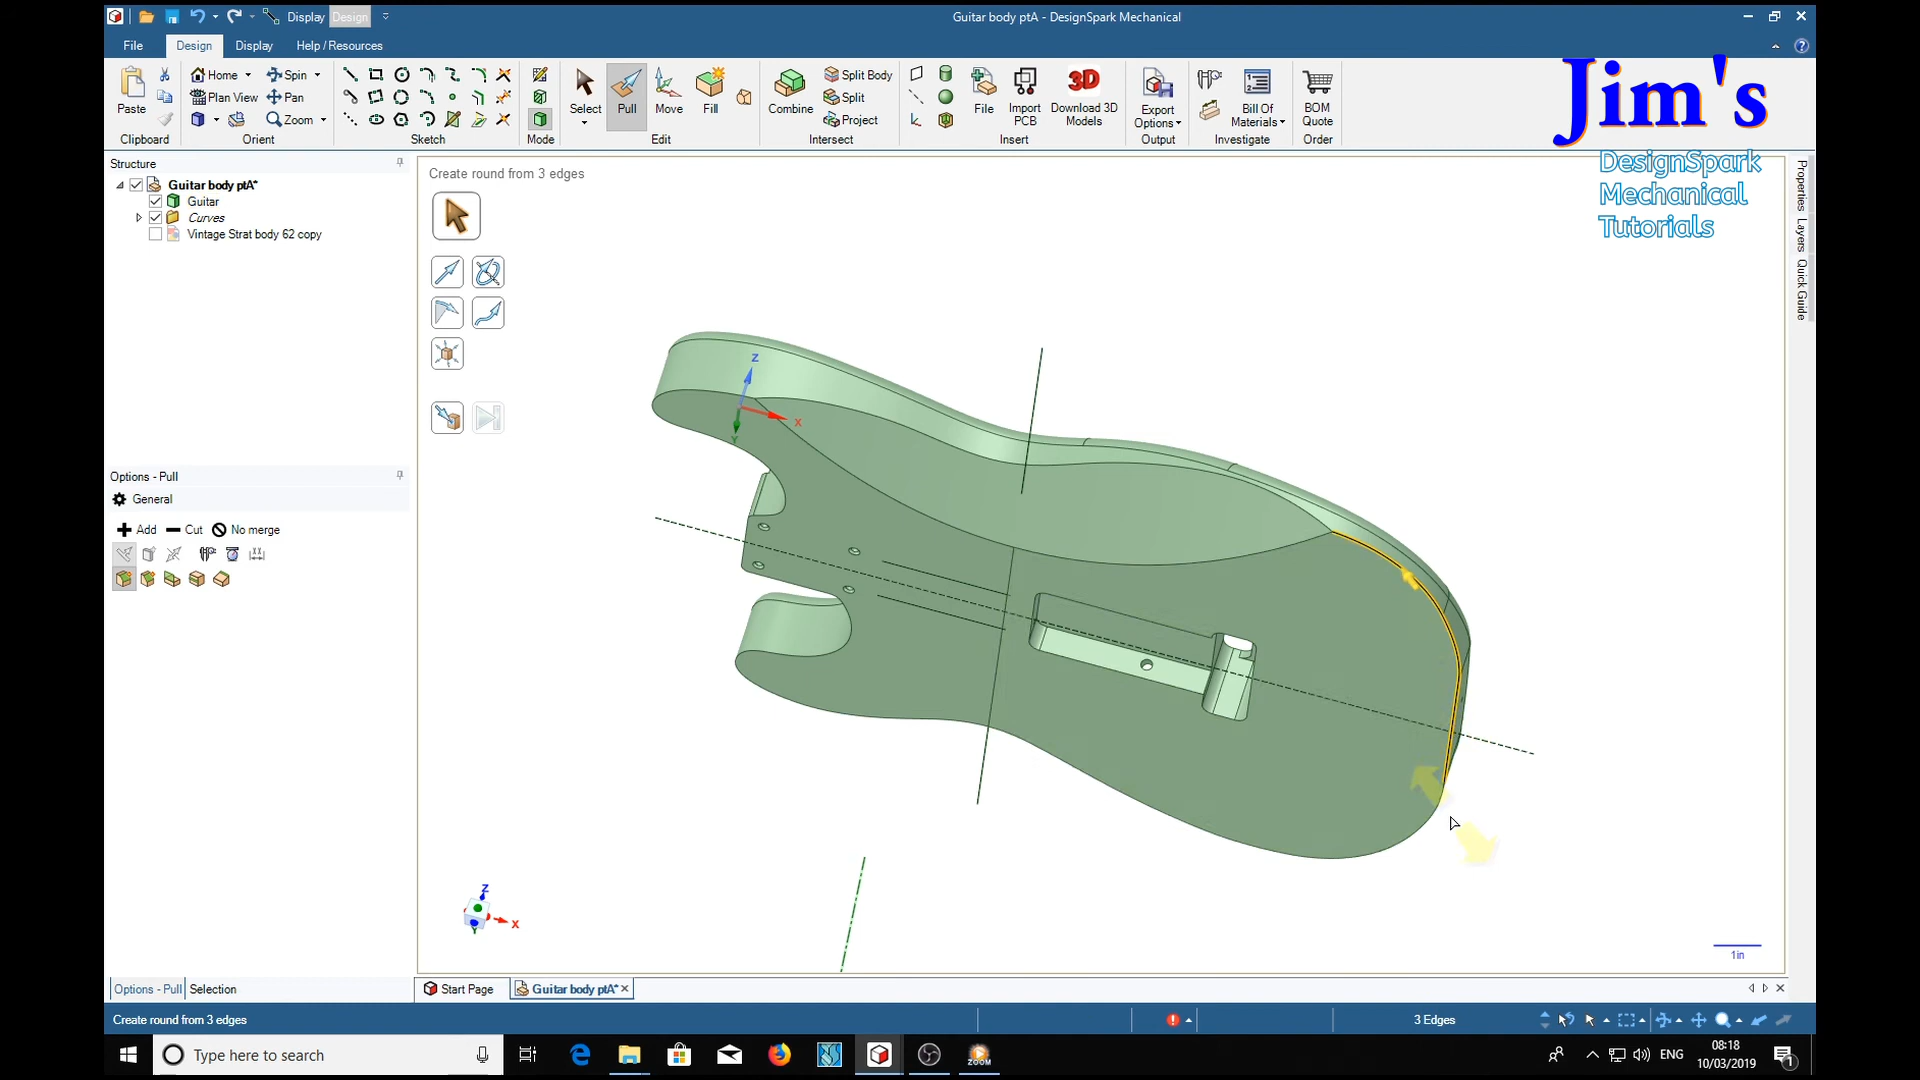 Display Design
Guitar body ptA - DesignSpark Mechanical
File Design Display Help / Resources
Home Spin Split Body
Plan View Pan Split
Zoom Project
Paste Select Pull Move Fill Combine File Import PCB Download 3D Models Export Options Bill Of Materials BOM Quote
3D
Clipboard Orient Sketch Mode Edit Intersect Insert Output Investigate Order
Jim's
DesignSpark
Mechanical
Tutorials
Structure
Guitar body ptA*
Guitar
Curves
Vintage Strat body 62 copy
Create round from 3 edges
Properties
Layers
Quick Guide
Z
X
Y
Options - Pull
General
Add Cut No merge
Z
X
Y
1in
Options - Pull Selection
Start Page Guitar body ptA*
Create round from 3 edges
3 Edges
Type here to search
ZOOM
ENG
08:18
10/03/2019
1